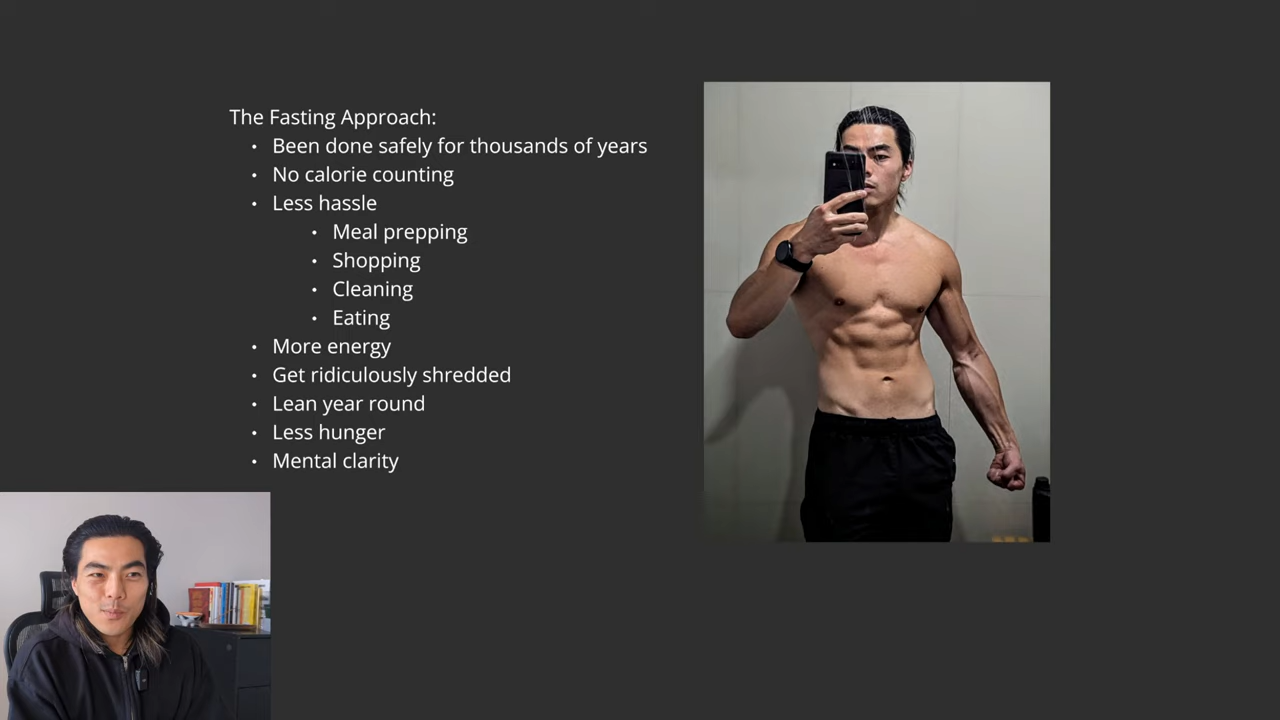 The Fasting Approach:
• Been done safely for thousands of years
• No calorie counting
• Less hassle
• Meal prepping
• Shopping
• Cleaning
• Eating
• More energy
• Get ridiculously shredded
• Lean year round
• Less hunger
• Mental clarity